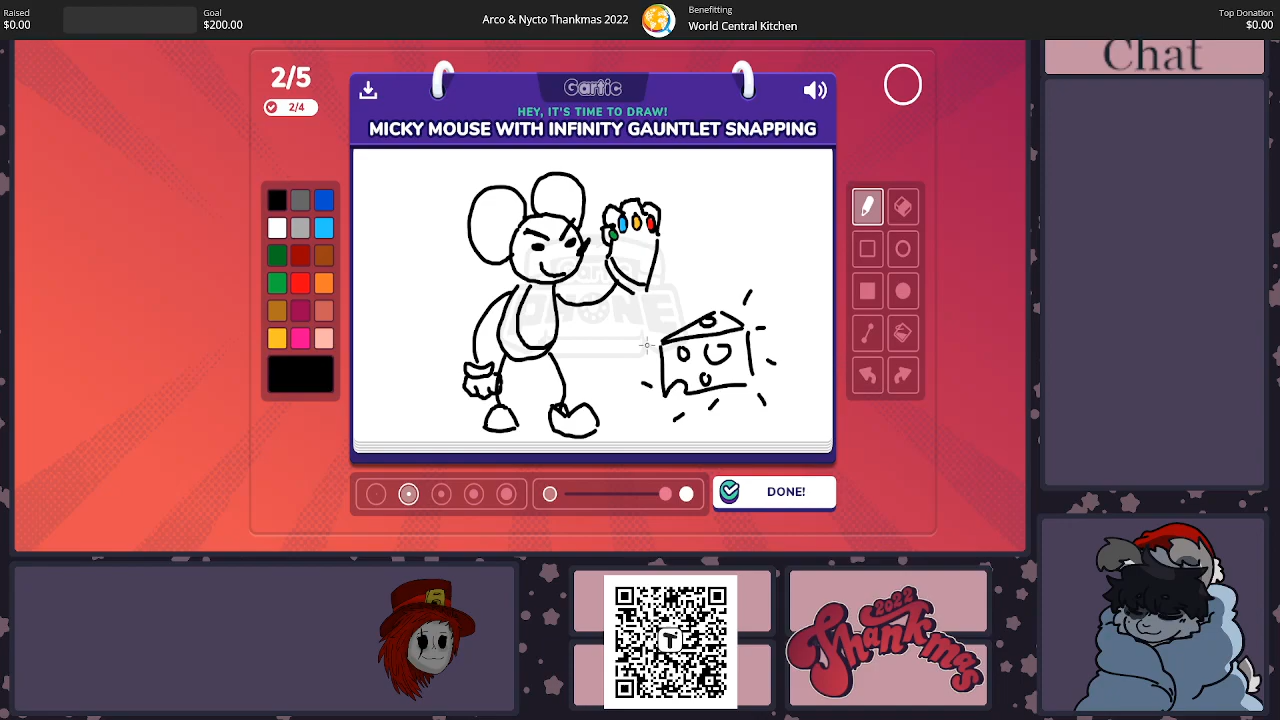 Raised
$0.00
Goal
$200.00
Arco & Nycto Thankmas 2022
Benefitting
World Central Kitchen
Top Donation
$0.00
Chat
2/5
2/4
Gartic
HEY, IT'S TIME TO DRAW!
MICKY MOUSE WITH INFINITY GAUNTLET SNAPPING
Gartic
PHONE
DONE!
T
2022
Thankmas